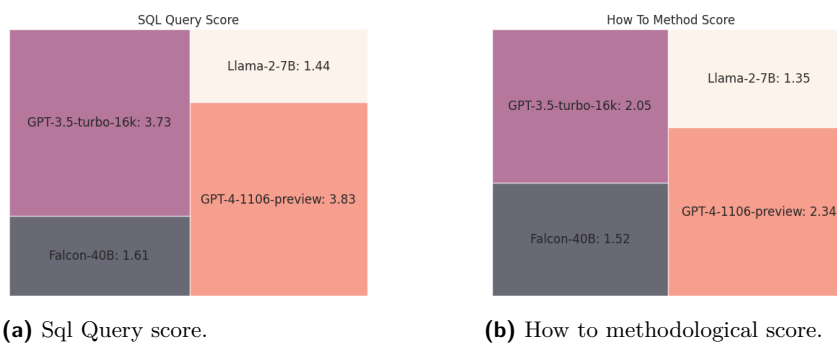 SQL Query Score
Llama-2-7B: 1.44
GPT-3.5-turbo-16k: 3.73
GPT-4-1106-preview: 3.83
Falcon-40B: 1.61
(a) Sql Query score.
How To Method Score
Llama-2-7B: 1.35
GPT-3.5-turbo-16k: 2.05
GPT-4-1106-preview: 2.34
Falcon-40B: 1.52
(b) How to methodological score.